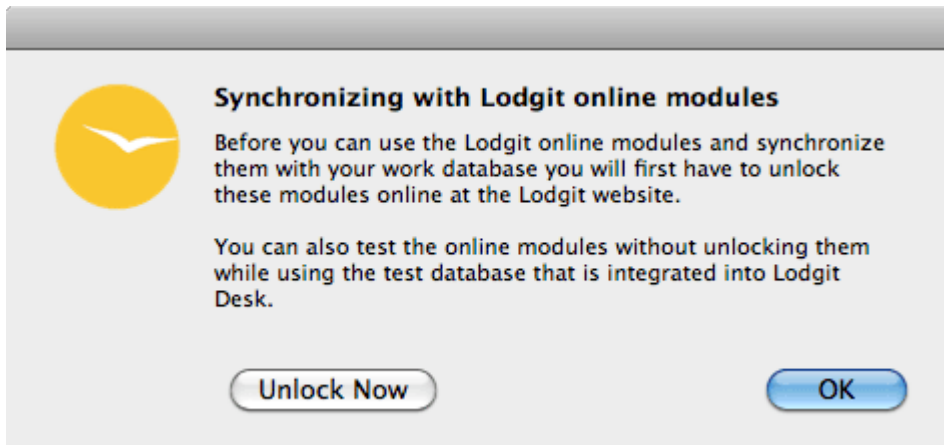 Synchronizing with Lodgit online modules
Before you can use the Lodgit online modules and synchronize
them with your work database you will first have to unlock
these modules online at the Lodgit website.
You can also test the online modules without unlocking them
while using the test database that is integrated into Lodgit
Desk.
Unlock Now
OK